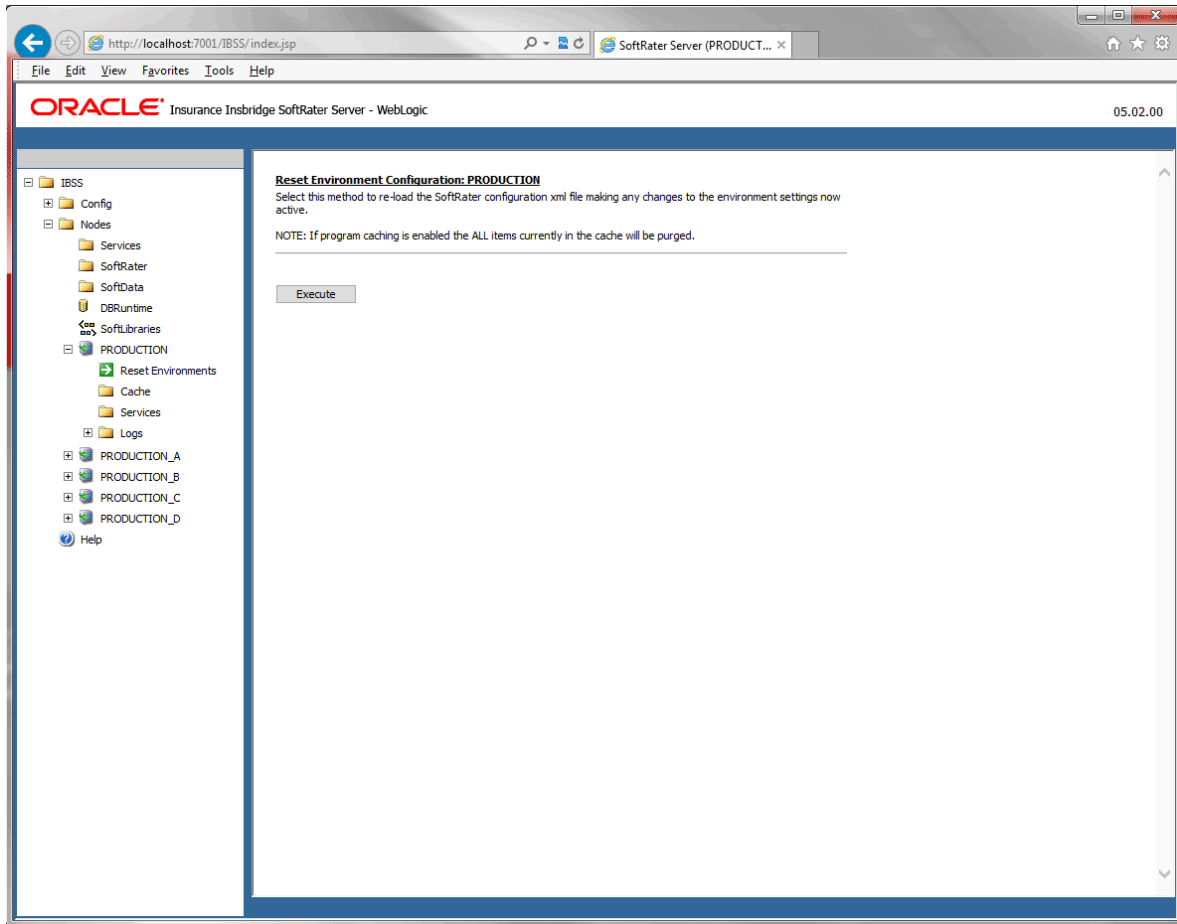 http://localhost:7001/IBSS/index.jsp
SoftRater Server (PRODUCT...
File Edit View Favorites Tools Help
ORACLE Insurance Insbridge SoftRater Server - WebLogic
05.02.00
IBSS
Config
Nodes
Services
SoftRater
SoftData
DBRuntime
SoftLibraries
PRODUCTION
Reset Environments
Cache
Services
Logs
PRODUCTION_A
PRODUCTION_B
PRODUCTION_C
PRODUCTION_D
Help
Reset Environment Configuration: PRODUCTION
Select this method to re-load the SoftRater configuration xml file making any changes to the environment settings now
active.
NOTE: If program caching is enabled the ALL items currently in the cache will be purged.
Execute